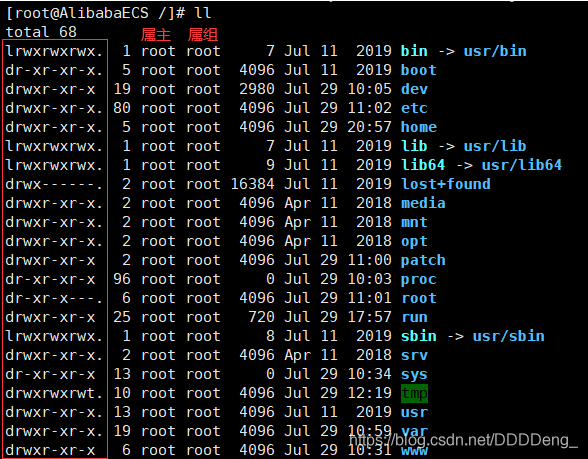 [root@AlibabaECS /]# ll
total 68 属主 属组
lrwxrwxrwx. 1 root root 7 Jul 11 2019 bin -> usr/bin
dr-xr-xr-x. 5 root root 4096 Jul 11 2019 boot
drwxr-xr-x 19 root root 2980 Jul 29 10:05 dev
drwxr-xr-x. 80 root root 4096 Jul 29 11:02 etc
drwxr-xr-x. 5 root root 4096 Jul 29 20:57 home
lrwxrwxrwx. 1 root root 7 Jul 11 2019 lib -> usr/lib
lrwxrwxrwx. 1 root root 9 Jul 11 2019 lib64 -> usr/lib64
drwx------. 2 root root 16384 Jul 11 2019 lost+found
drwxr-xr-x. 2 root root 4096 Apr 11 2018 media
drwxr-xr-x. 2 root root 4096 Apr 11 2018 mnt
drwxr-xr-x. 2 root root 4096 Apr 11 2018 opt
drwxr-xr-x 2 root root 4096 Jul 29 11:00 patch
dr-xr-xr-x 96 root root 0 Jul 29 10:03 proc
dr-xr-x---. 6 root root 4096 Jul 29 11:01 root
drwxr-xr-x 25 root root 720 Jul 29 17:57 run
lrwxrwxrwx. 1 root root 8 Jul 11 2019 sbin -> usr/sbin
drwxr-xr-x. 2 root root 4096 Apr 11 2018 srv
dr-xr-xr-x 13 root root 0 Jul 29 10:34 sys
drwxrwxrwt. 10 root root 4096 Jul 29 12:19 tmp
drwxr-xr-x. 13 root root 4096 Jul 11 2019 usr
drwxr-xr-x. 19 root root 4096 Jul 29 10:59 var
drwxr-xr-x 6 root root 4096 Jul 29 10:31 www
https://blog.csdn.net/DDDDeng_